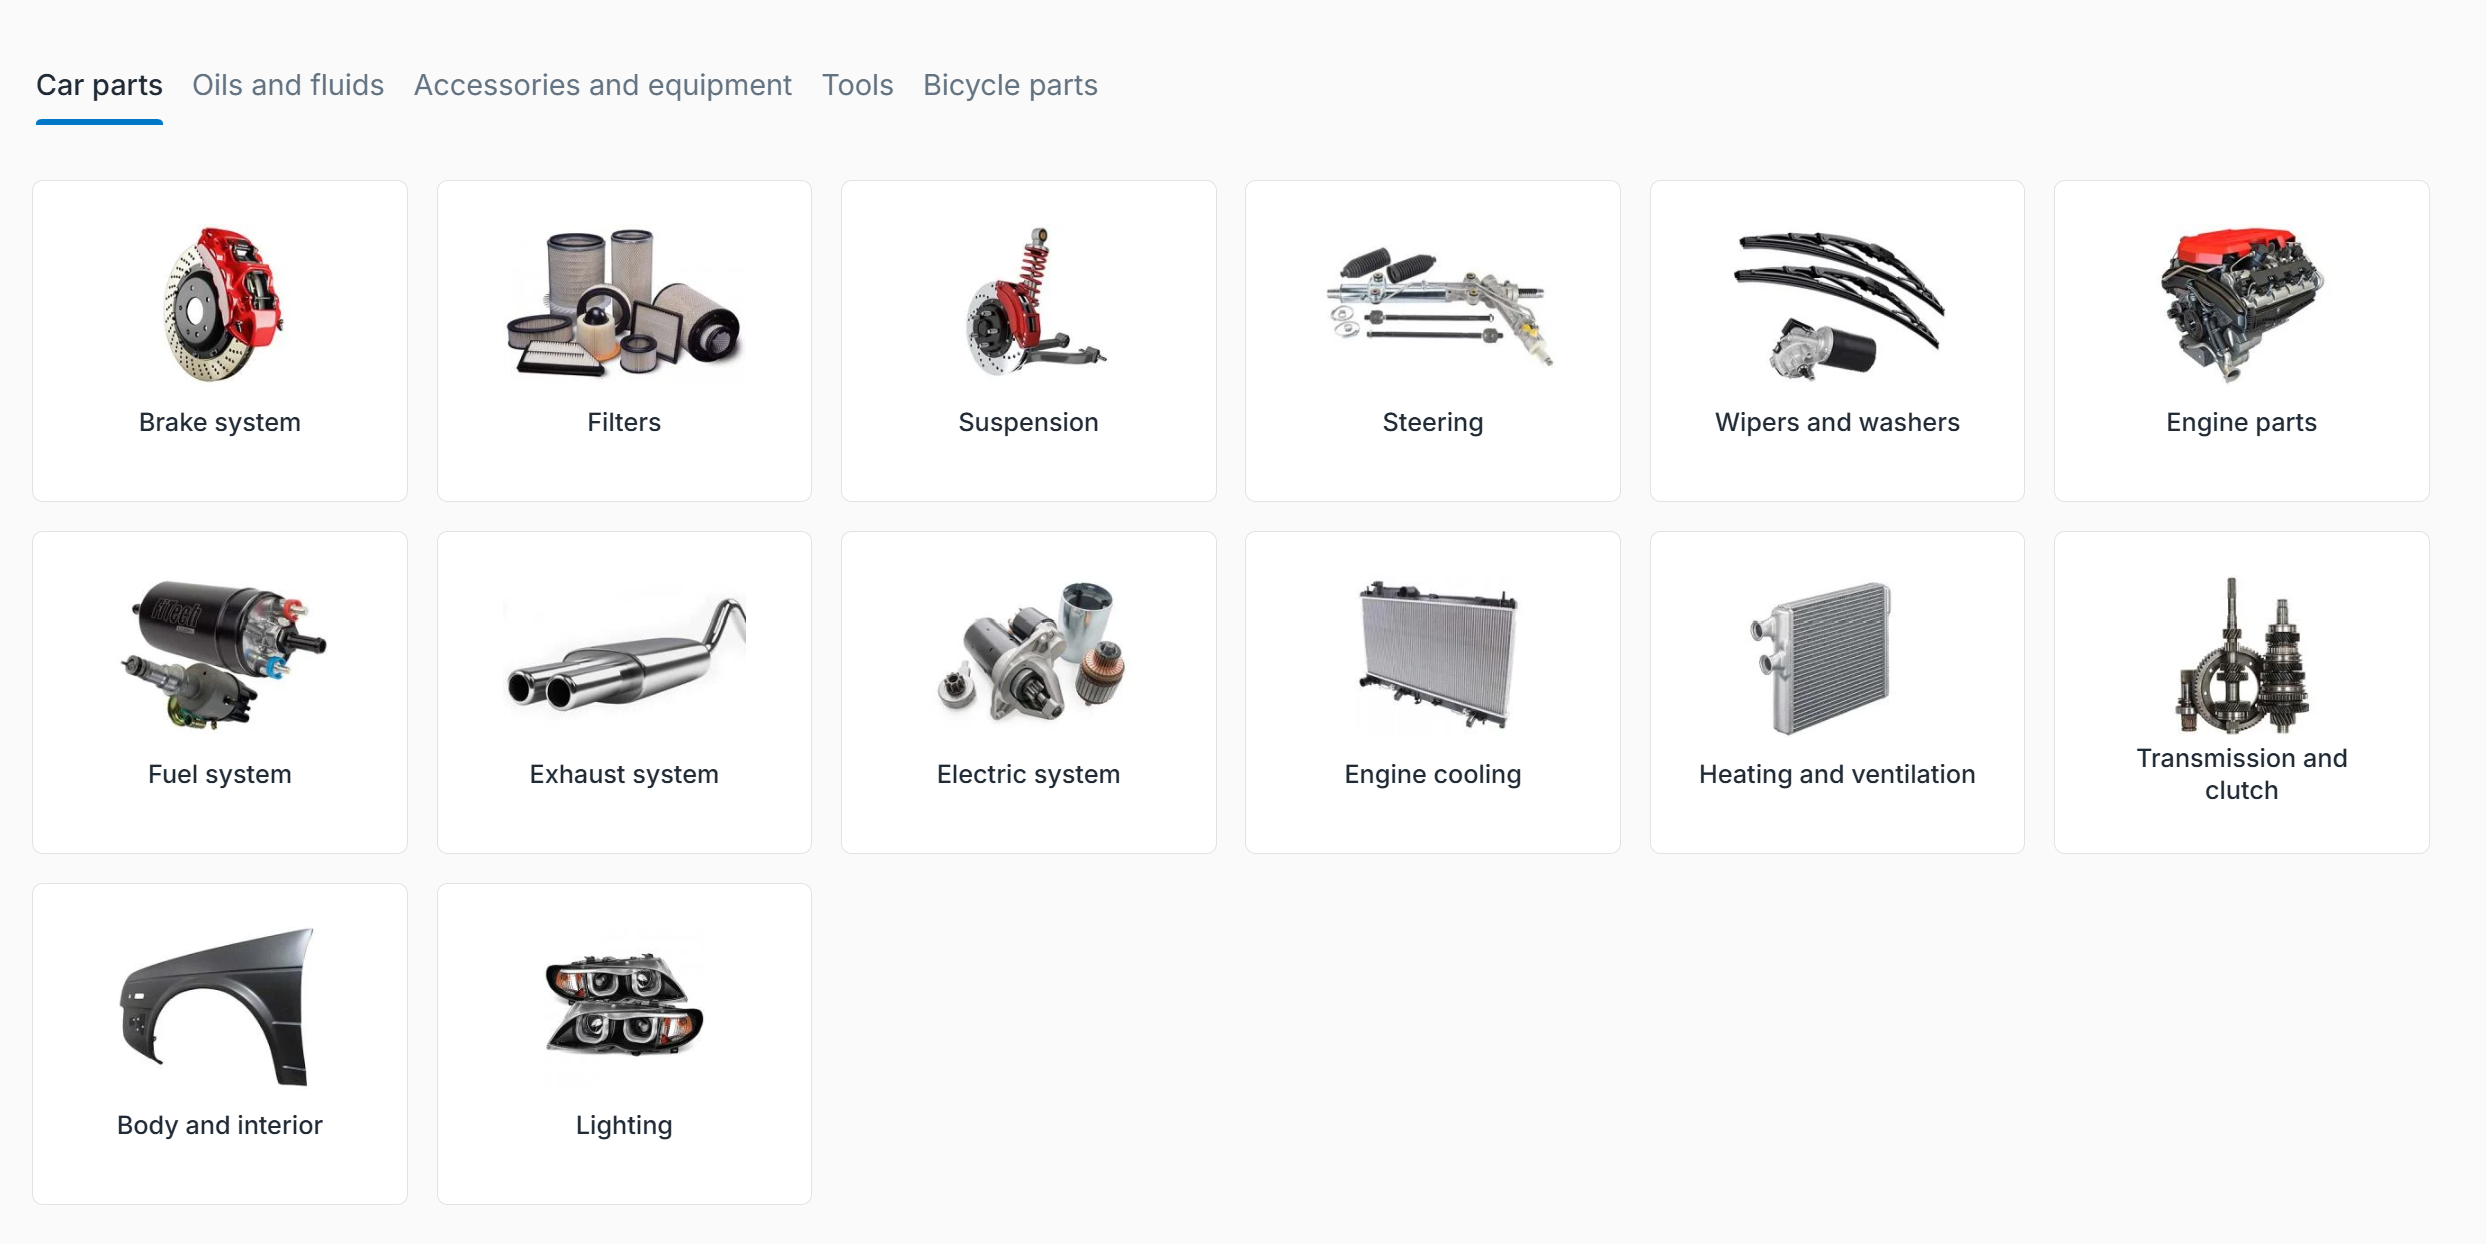 Car parts Oils and fluids Accessories and equipment Tools Bicycle parts
Brake system
Filters
Suspension
Steering
Wipers and washers
Engine parts
FiTech
Fuel system
Exhaust system
Electric system
Engine cooling
Heating and ventilation
Transmission and
clutch
Body and interior
Lighting